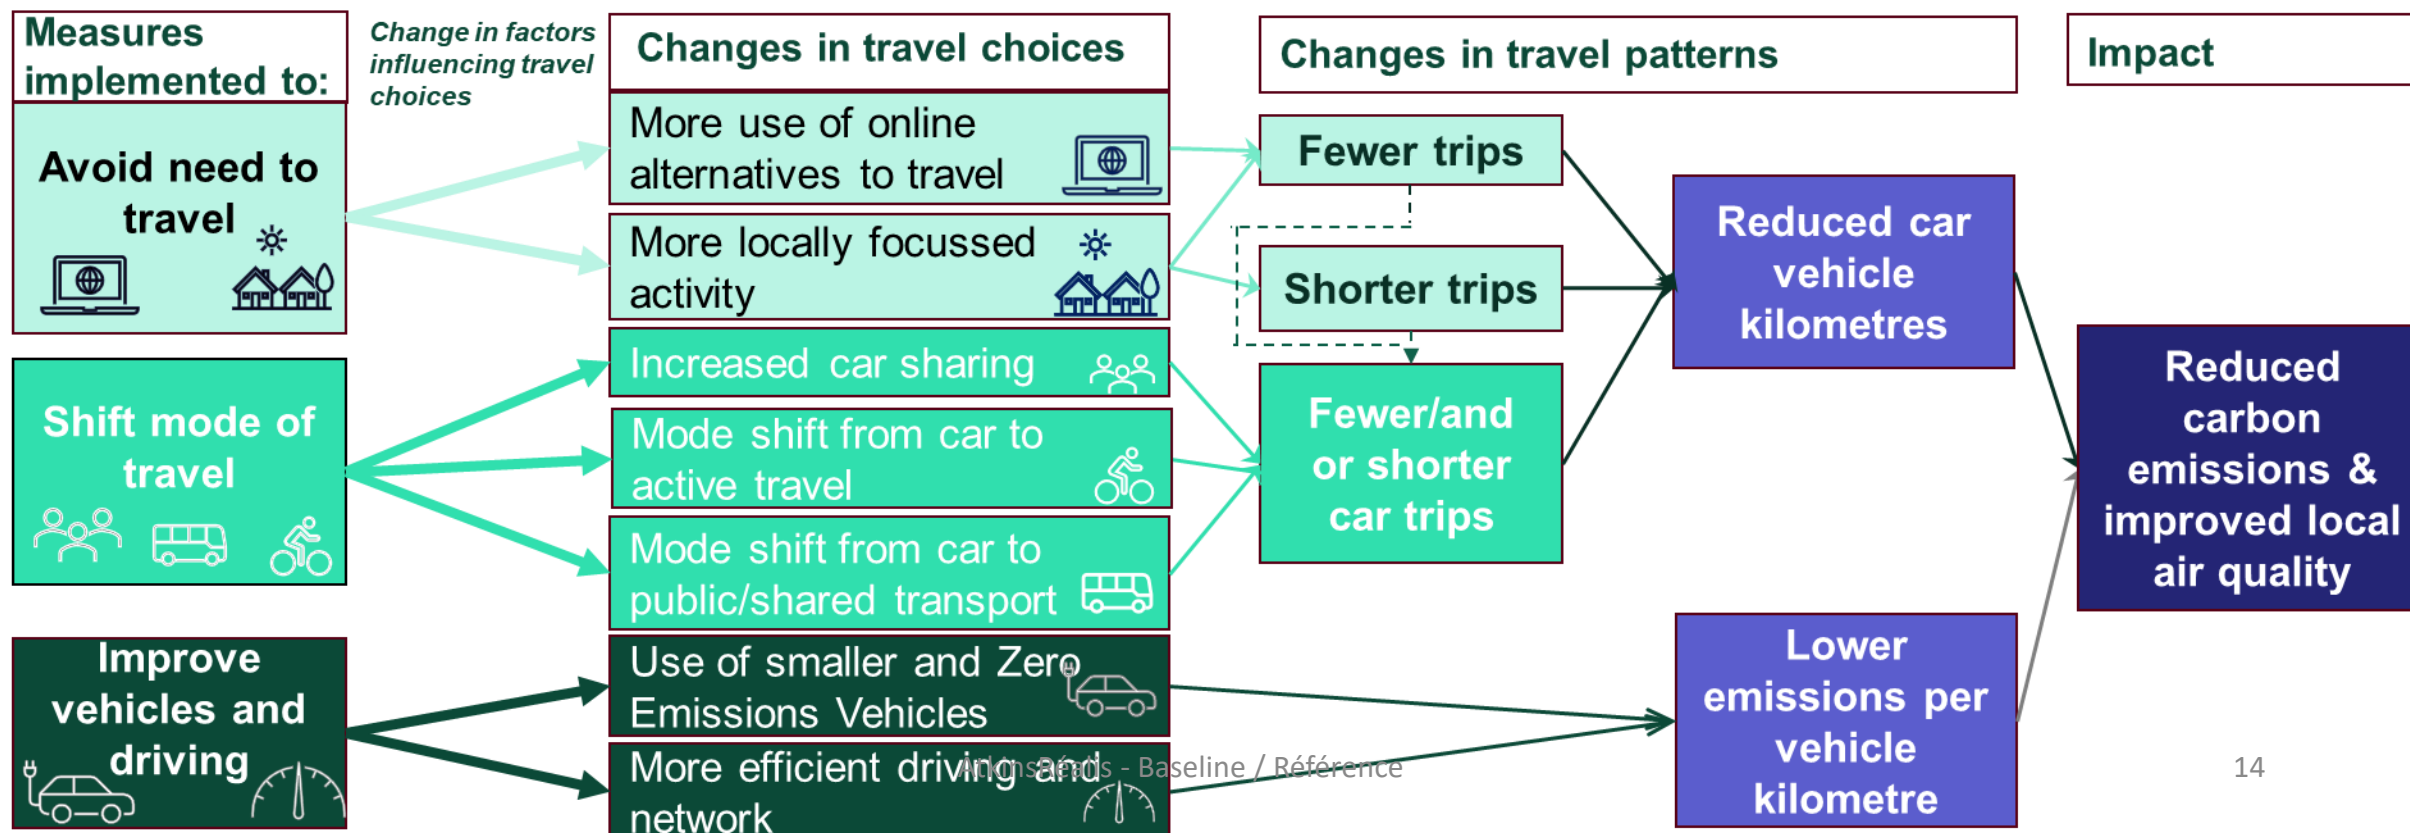 Measures
implemented to:
Change in factors
influencing travel
choices
Changes in travel choices
Changes in travel patterns
Impact
Avoid need to
travel
More use of online
alternatives to travel
More locally focussed
activity
Fewer trips
Shorter trips
Reduced car
vehicle
kilometres
Shift mode of
travel
Increased car sharing
Mode shift from car to
active travel
Mode shift from car to
public/shared transport
Fewer/and
or shorter
car trips
Reduced
carbon
emissions &
improved local
air quality
Improve
vehicles and
driving
Use of smaller and Zero
Emissions Vehicles
More efficient driving and
network
Lower
emissions per
vehicle
kilometre
AtkinsRéalis - Baseline / Référence
14